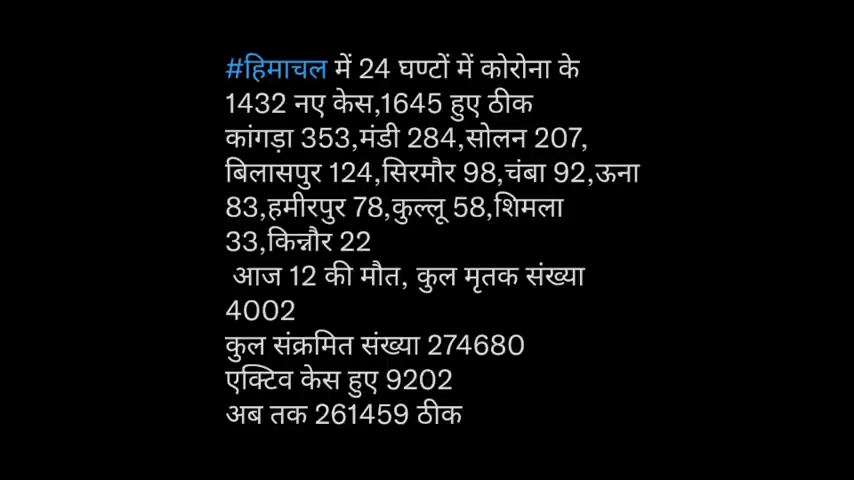 #हिमाचल में 24 घण्टों में कोरोना के
1432 नए केस,1645 हुए ठीक
कांगड़ा 353,मंडी 284,सोलन 207,
बिलासपुर 124,सिरमौर 98,चंबा 92,ऊना
83,हमीरपुर 78,कुल्लू 58,शिमला
33,किन्नौर 22
आज 12 की मौत, कुल मृतक संख्या
4002
कुल संक्रमित संख्या 274680
एक्टिव केस हुए 9202
अब तक 261459 ठीक